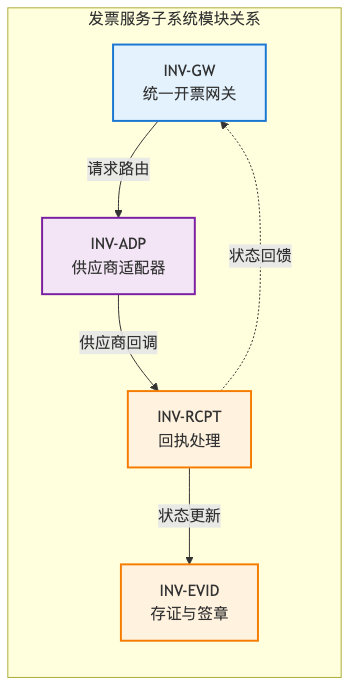 发票服务子系统模块关系
INV-GW
统一开票网关
请求路由
INV-ADP
供应商适配器
状态回馈
供应商回调
INV-RCPT
回执处理
状态更新
INV-EVID
存证与签章